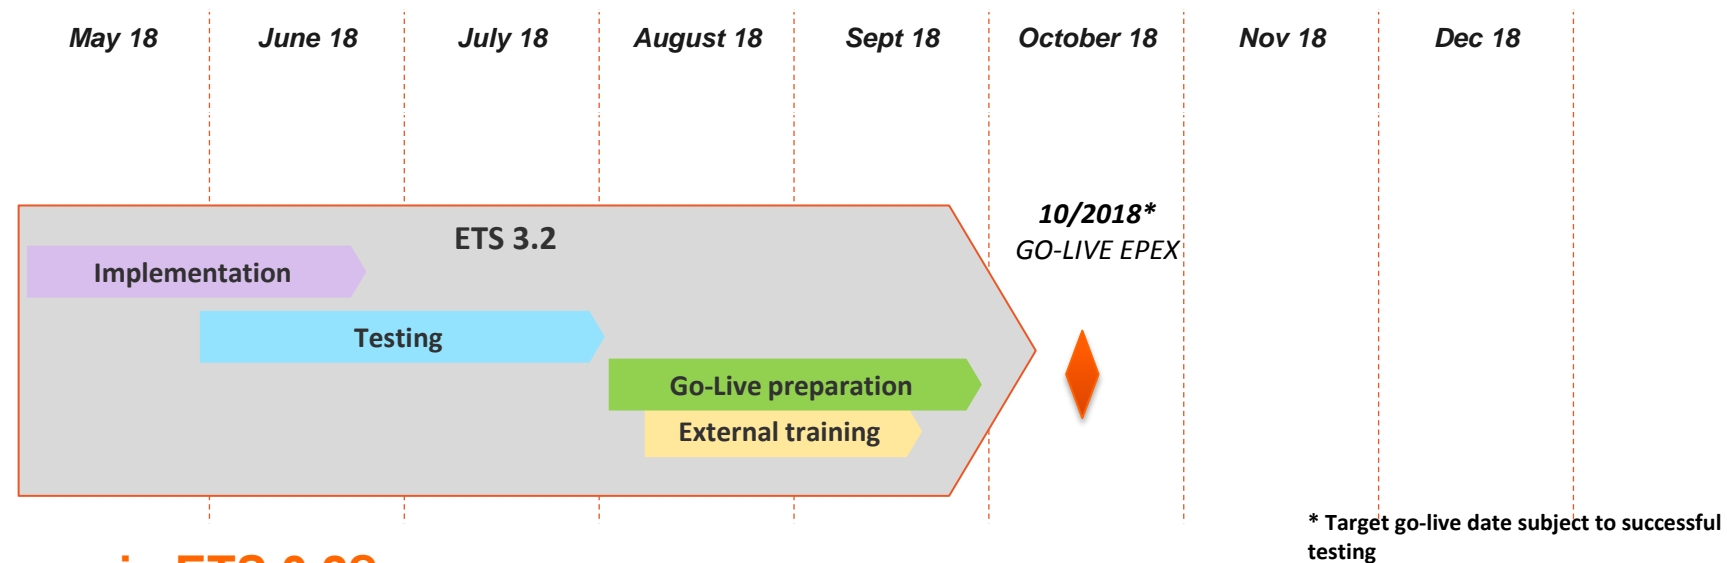 May 18
June 18
July 18
August 18
Sept 18
October 18
Nov 18
Dec 18
ETS 3.2
10/2018*
GO-LIVE EPEX
Implementation
Testing
Go-Live preparation
External training
* Target go-live date subject to successful
testing